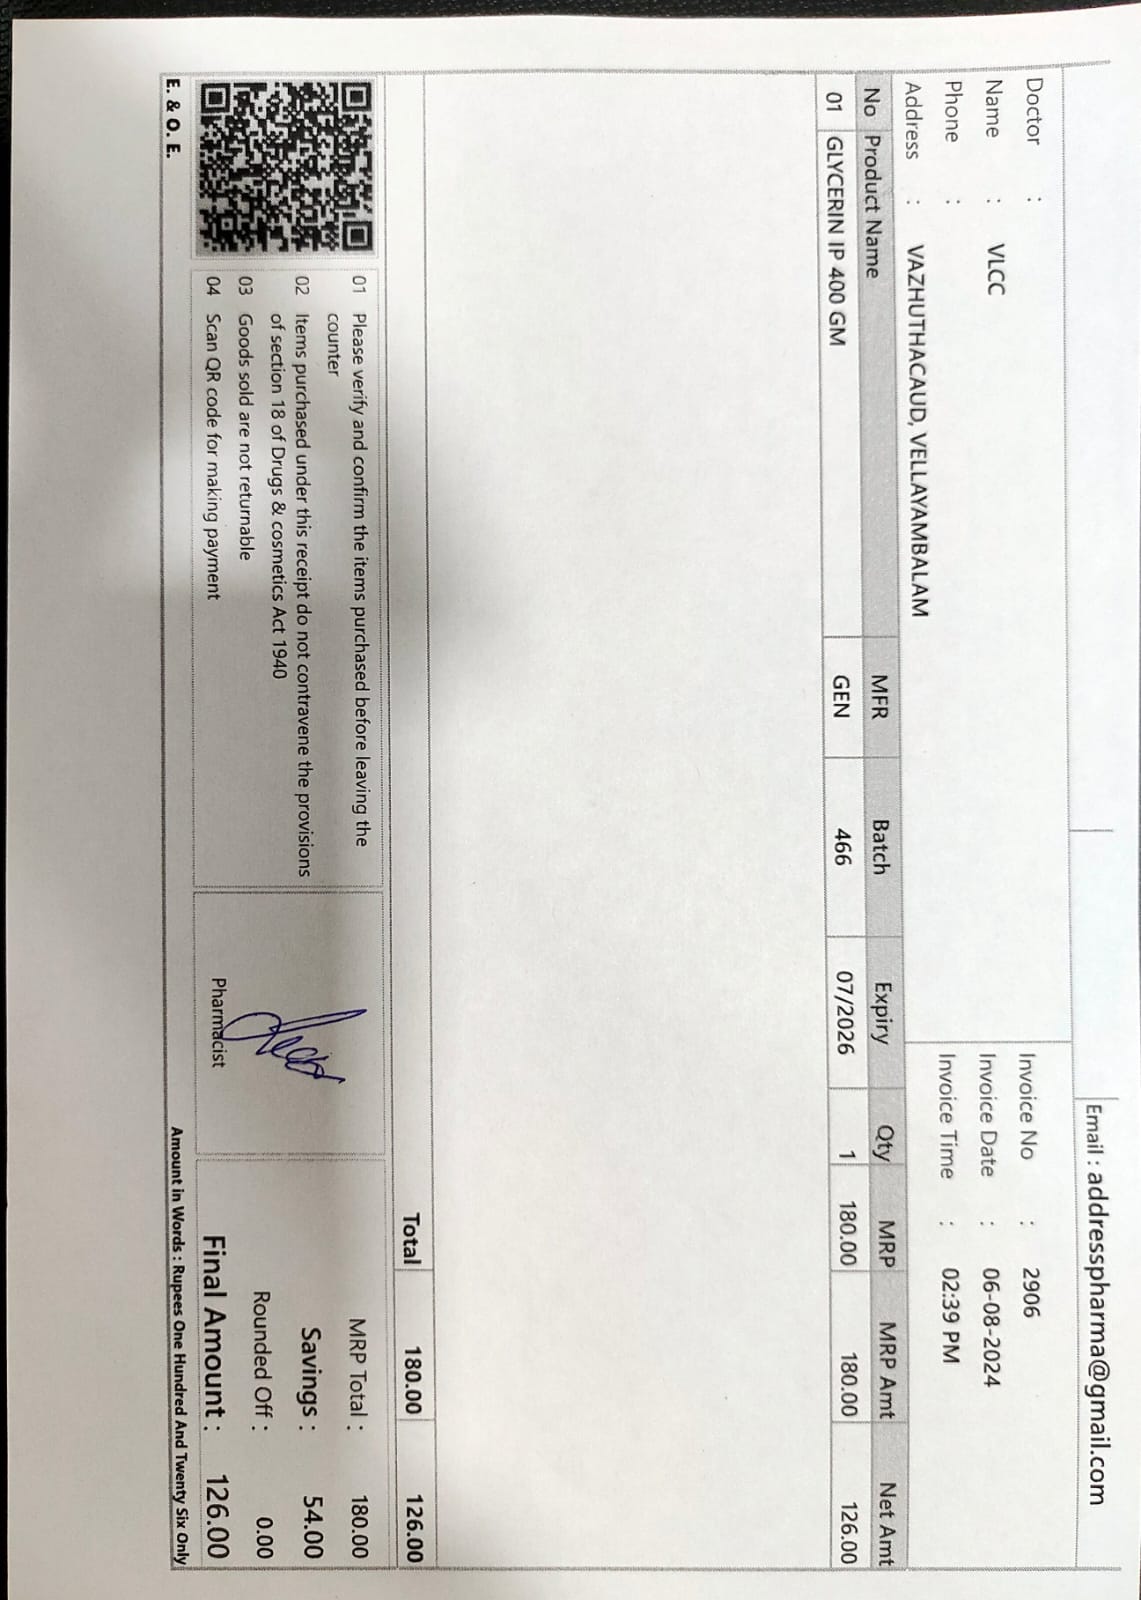 Email : addresspharma@gmail.com
Doctor :
Name : VLCC
Phone :
Address : VAZHUTHACAUD, VELLAYAMBALAM
Invoice No : 2906
Invoice Date : 06-08-2024
Invoice Time : 02:39 PM
No Product Name MFR Batch Expiry Qty MRP MRP Amt Net Amt
01 GLYCERIN IP 400 GM GEN 466 07/2026 1 180.00 180.00 126.00
Total 180.00 126.00
01 Please verify and confirm the items purchased before leaving the
counter
02 Items purchased under this receipt do not contravene the provisions
of section 18 of Drugs & cosmetics Act 1940
03 Goods sold are not returnable
04 Scan QR code for making payment
Pharmacist
MRP Total : 180.00
Savings : 54.00
Rounded Off : 0.00
Final Amount : 126.00
E. & O. E.
Amount in Words : Rupees One Hundred And Twenty Six Only